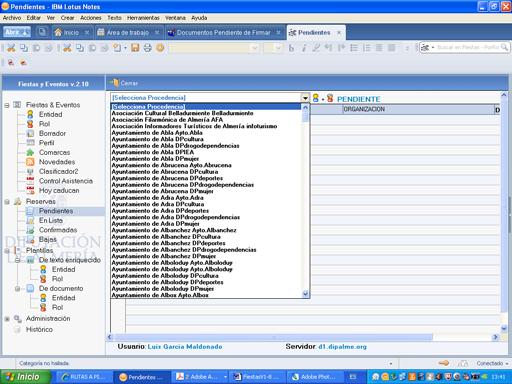 Pendientes - IBM Lotus Notes
Archivo Editar Ver Crear Acciones Texto Herramientas Ventana Ayuda
Abrir Inicio Área de trabajo Documentos Pendiente de Firmar Pendientes
Buscar en Fiestas -Porfolio
Fiestas y Eventos v.2.10
Cerrar
Fiestas & Eventos
Entidad
Rol
Borrador
Perfil
Comarcas
Novedades
Clasificador2
Control Asistencia
Hoy caducan
Reservas
Pendientes
En Lista
Confirmadas
Bajas
Plantillas
De texto enriquecido
Entidad
Rol
De documento
Entidad
Rol
Administración
Histórico
DIPUTACIÓN
DE ALMERÍA
[Selecciona Procedencia]
PENDIENTE
ORGANIZACION
D
[Selecciona Procedencia]
Asociación Cultural Belladurmiente Belladurmiento
Asociación Filarmónica de Almería AFA
Asociación Informadores Turísticos de Almería infoturismo
Ayuntamiento de Abla Ayto.Abla
Ayuntamiento de Abla DPcultura
Ayuntamiento de Abla DPdrogodependencias
Ayuntamiento de Abla DPIEA
Ayuntamiento de Abla DPmujer
Ayuntamiento de Abrucena Ayto.Abrucena
Ayuntamiento de Abrucena DPcultura
Ayuntamiento de Abrucena DPdeportes
Ayuntamiento de Abrucena DPdrogodependencias
Ayuntamiento de Abrucena DPmujer
Ayuntamiento de Adra Ayto.Adra
Ayuntamiento de Adra DPcultura
Ayuntamiento de Adra DPdeportes
Ayuntamiento de Adra DPdrogodependencias
Ayuntamiento de Adra DPmujer
Ayuntamiento de Albanchez Ayto.Albanchez
Ayuntamiento de Albanchez DPcultura
Ayuntamiento de Albanchez DPdeportes
Ayuntamiento de Albanchez DPdrogodependencias
Ayuntamiento de Albanchez DPmujer
Ayuntamiento de Alboloduy Ayto.Alboloduy
Ayuntamiento de Alboloduy Ayto.Alboloduy
Ayuntamiento de Alboloduy DPcultura
Ayuntamiento de Alboloduy DPdeportes
Ayuntamiento de Alboloduy DPmujer
Ayuntamiento de Albox Ayto.Albox
Usuario: Luis Garcia Maldonado Servidor: d1.dipalme.org
Categoría no hallada. Conectado
Inicio RUTAS A PI... Pendientes ... 2 Adobe A... FiestasV1-8 Adobe Phot... ES 13:41